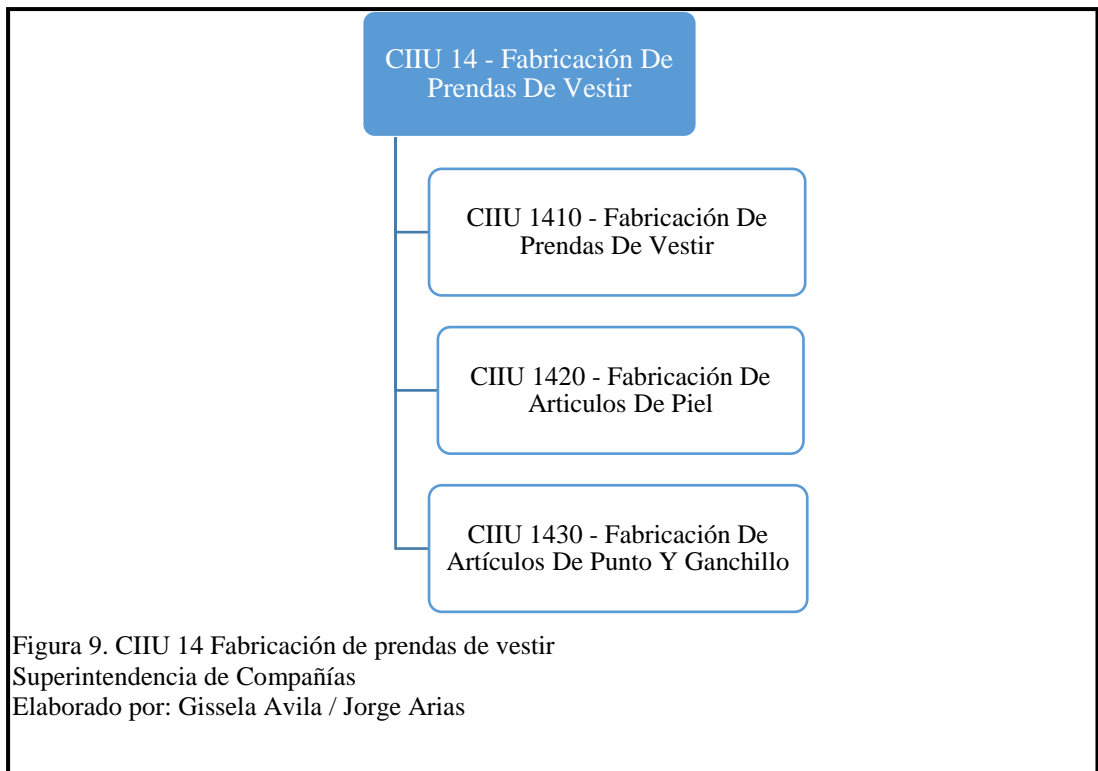 CIIU 14 - Fabricación De
Prendas De Vestir
CIIU 1410 - Fabricación De
Prendas De Vestir
CIIU 1420 - Fabricación De
Articulos De Piel
CIIU 1430 - Fabricación De
Artículos De Punto Y Ganchillo
Figura 9. CIIU 14 Fabricación de prendas de vestir
Superintendencia de Compañías
Elaborado por: Gissela Avila / Jorge Arias